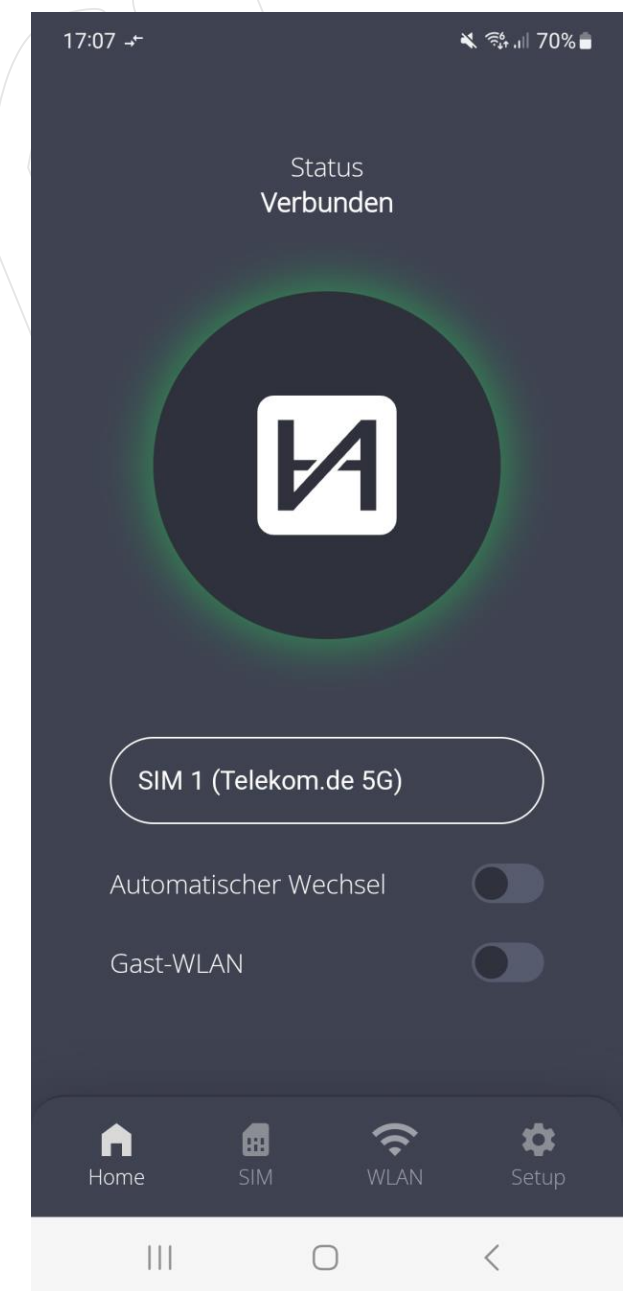 17:07
70%
Status
Verbunden
SIM 1 (Telekom.de 5G)
Automatischer Wechsel
Gast-WLAN
Home SIM WLAN Setup